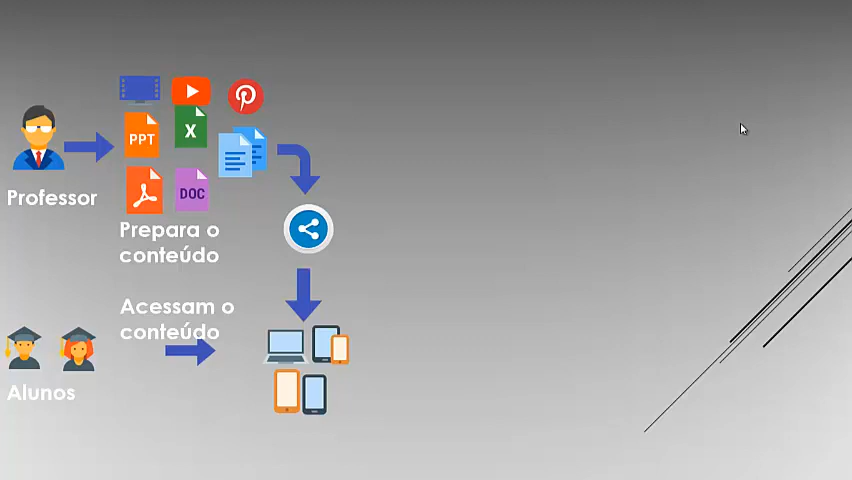 PPT
X
DOC
Professor
Prepara o
conteúdo
Acessam o
conteúdo
Alunos